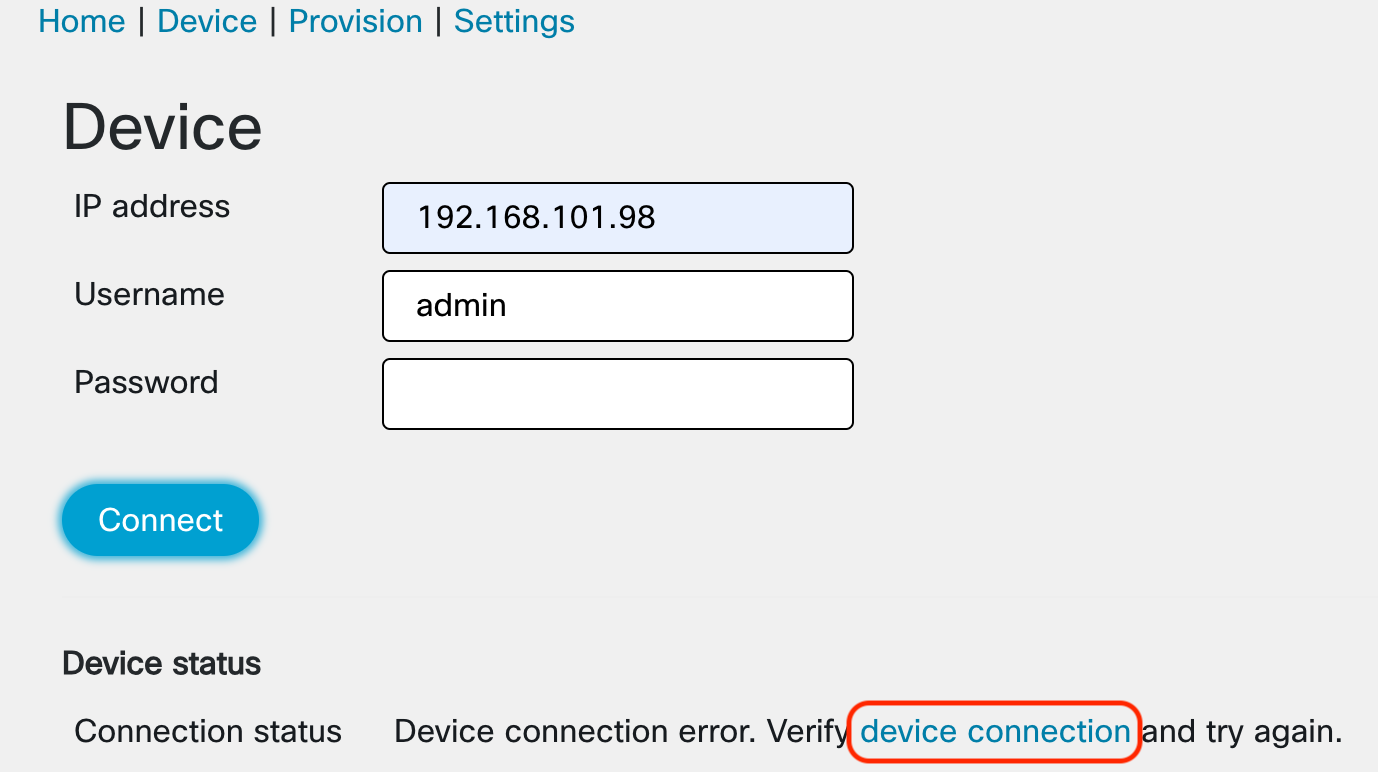 Home | Device | Provision | Settings
Device
IP address 192.168.101.98
Username admin
Password
Connect
Device status
Connection status Device connection error. Verify device connection and try again.